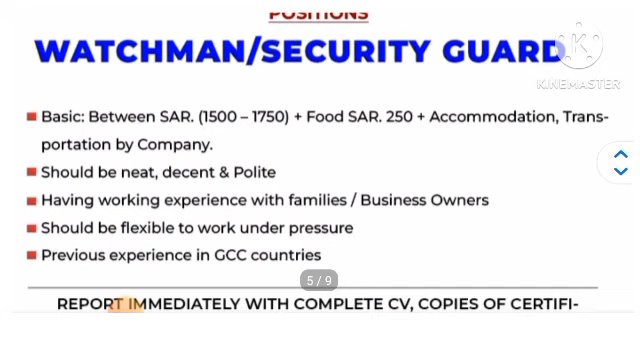 POSITIONS
WATCHMAN/SECURITY GUARD
KINEMASTER
Basic: Between SAR. (1500 – 1750) + Food SAR. 250 + Accommodation, Trans-
portation by Company.
Should be neat, decent & Polite
Having working experience with families / Business Owners
Should be flexible to work under pressure
Previous experience in GCC countries
5 / 9
REPORT IMMEDIATELY WITH COMPLETE CV, COPIES OF CERTIFI-